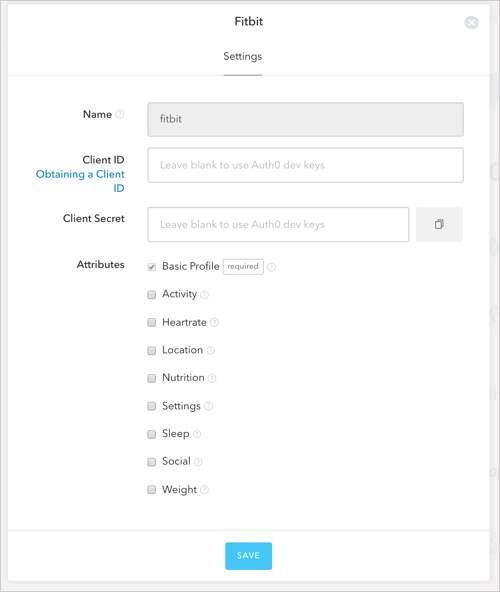 Fitbit
Settings
Name
fitbit
Client ID
Obtaining a Client
ID
Leave blank to use Auth0 dev keys
Client Secret
Leave blank to use Auth0 dev keys
Attributes
Basic Profile required
Activity
Heartrate
Location
Nutrition
Settings
Sleep
Social
Weight
SAVE